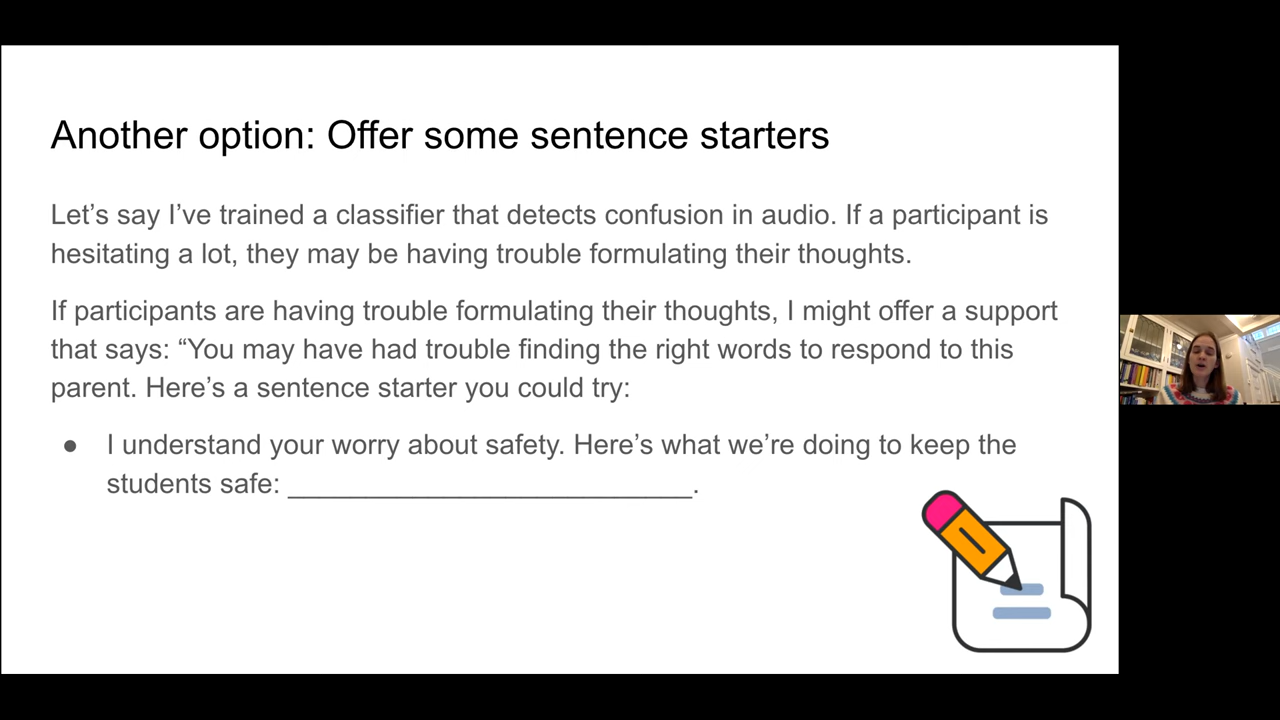 Another option: Offer some sentence starters
Let’s say I’ve trained a classifier that detects confusion in audio. If a participant is
hesitating a lot, they may be having trouble formulating their thoughts.
If participants are having trouble formulating their thoughts, I might offer a support
that says: “You may have had trouble finding the right words to respond to this
parent. Here’s a sentence starter you could try:
● I understand your worry about safety. Here’s what we’re doing to keep the
students safe: ___________________________.